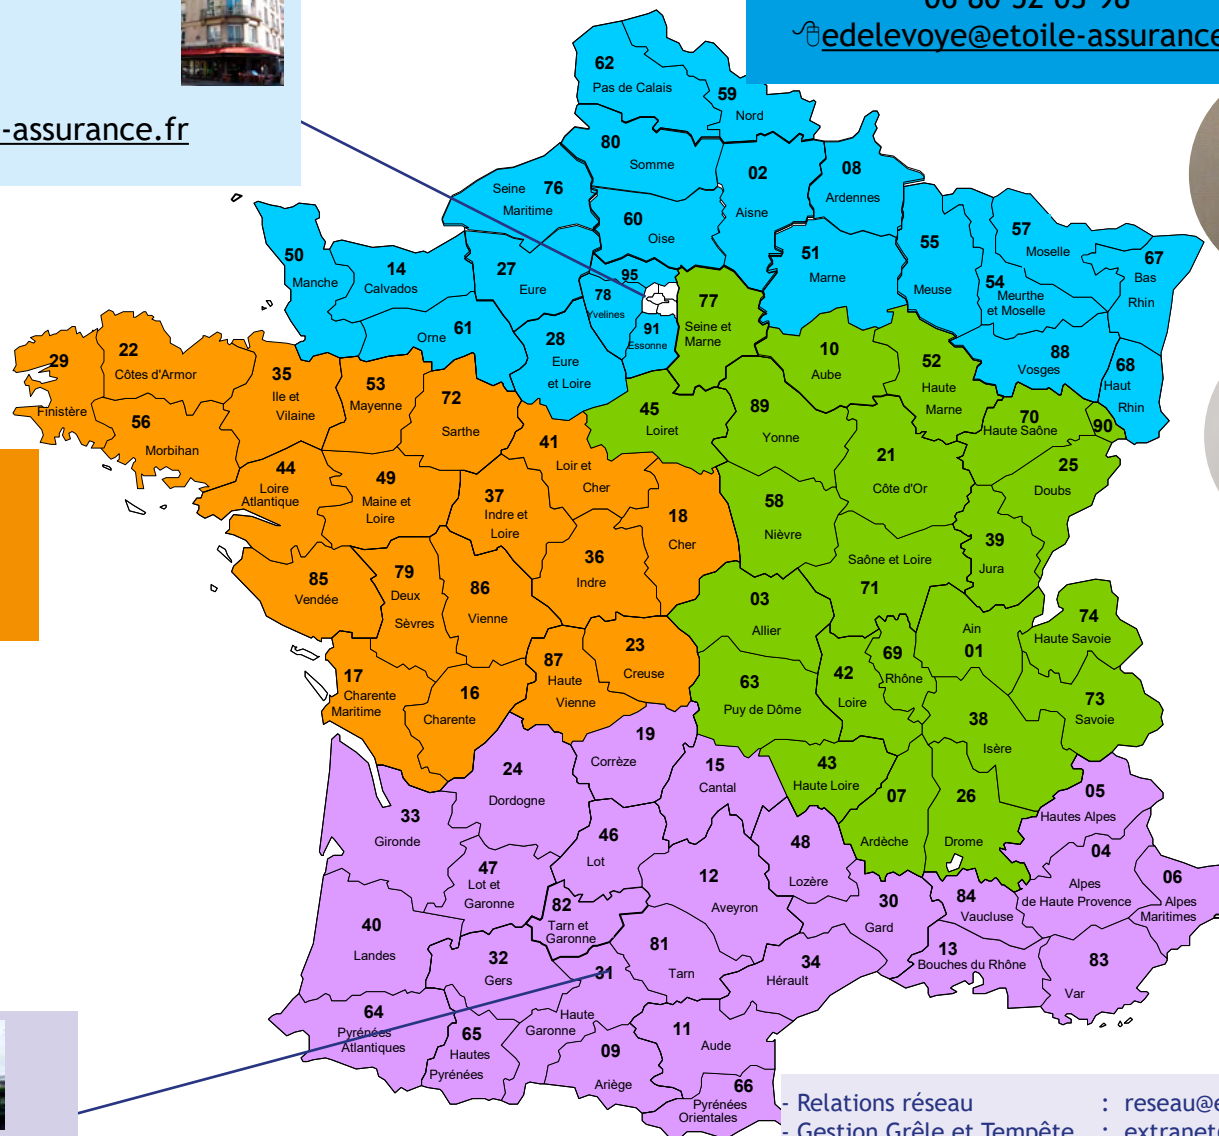 06 80 52 05 98
edelevoye@etoile-assurance
-assurance.fr
62
Pas de Calais
59
Nord
80
Somme
02
Aisne
08
Ardennes
Seine 76
Maritime
60
Oise
50
Manche
14
Calvados
27
Eure
95
78
Yvelines
91
Essonne
77
Seine et
Marne
51
Marne
55
Meuse
57
Moselle
54
Meurthe
et Moselle
67
Bas
Rhin
Orne 61
28
Eure
et Loire
10
Aube
52
Haute
Marne
88
Vosges
68
Haut
Rhin
29
Finistère
22
Côtes d'Armor
35
Ile et
Vilaine
53
Mayenne
72
Sarthe
56
Morbihan
41
Loir et
Cher
45
Loiret
89
Yonne
70
Haute Saône
90
44
Loire
Atlantique
49
Maine et
Loire
37
Indre et
Loire
18
Cher
58
Nièvre
21
Côte d'Or
25
Doubs
39
Jura
36
Indre
Saône et Loire
71
85
Vendée
79
Deux
Sèvres
86
Vienne
03
Allier
Ain
01
74
Haute Savoie
87
Haute
Vienne
23
Creuse
63
Puy de Dôme
42
Loire
69
Rhône
17
Charente
Maritime
16
Charente
38
Isère
73
Savoie
19
Corrèze
24
Dordogne
15
Cantal
43
Haute Loire
07
Ardèche
26
Drome
05
Hautes Alpes
33
Gironde
46
Lot
48
Lozère
04
Alpes
de Haute Provence
06
Alpes
Maritimes
47
Lot et
Garonne
12
Aveyron
30
Gard
84
Vaucluse
82
Tarn et
Garonne
40
Landes
32
Gers
31
Haute
Garonne
81
Tarn
34
Hérault
13
Bouches du Rhône
83
Var
64
Pyrénées
Atlantiques
65
Hautes
Pyrénées
09
Ariège
11
Aude
66
Pyrénées
Orientales
- Relations réseau : reseau@e
- Gestion Grêle et Tempête : extranet